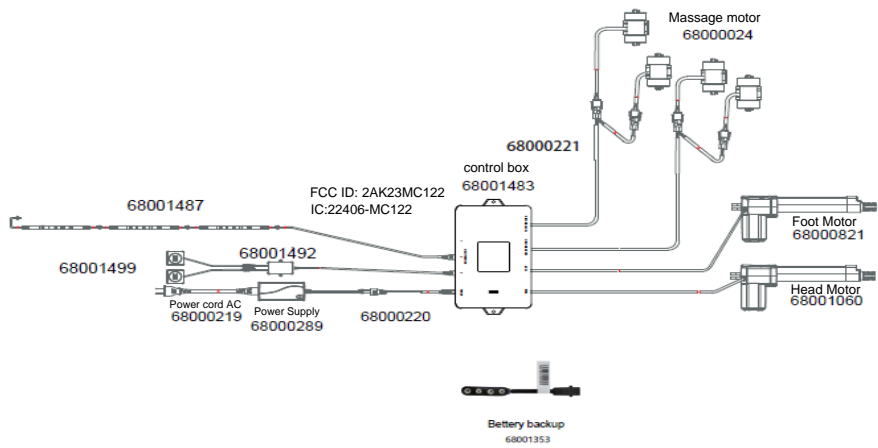 Massage motor
68000024
68000221
control box
68001483
FCC ID: 2AK23MC122
IC:22406-MC122
68001487
68001492
68001499
Power cord AC
68000219
Power Supply
68000289
68000220
Foot Motor
68000821
Head Motor
68001060
Bettery backup
68001353